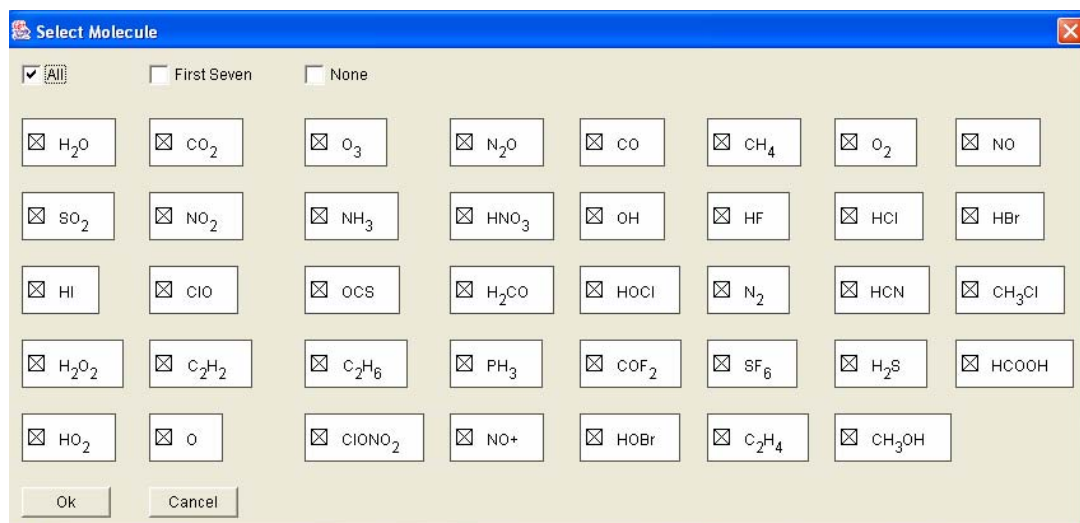 Select Molecule
All First Seven None
H₂O CO₂ O₃ N₂O CO CH₄ O₂ NO
SO₂ NO₂ NH₃ HNO₃ OH HF HCl HBr
HI ClO OCS H₂CO HOCl N₂ HCN CH₃Cl
H₂O₂ C₂H₂ C₂H₆ PH₃ COF₂ SF₆ H₂S HCOOH
HO₂ O ClONO₂ NO+ HOBr C₂H₄ CH₃OH
Ok Cancel